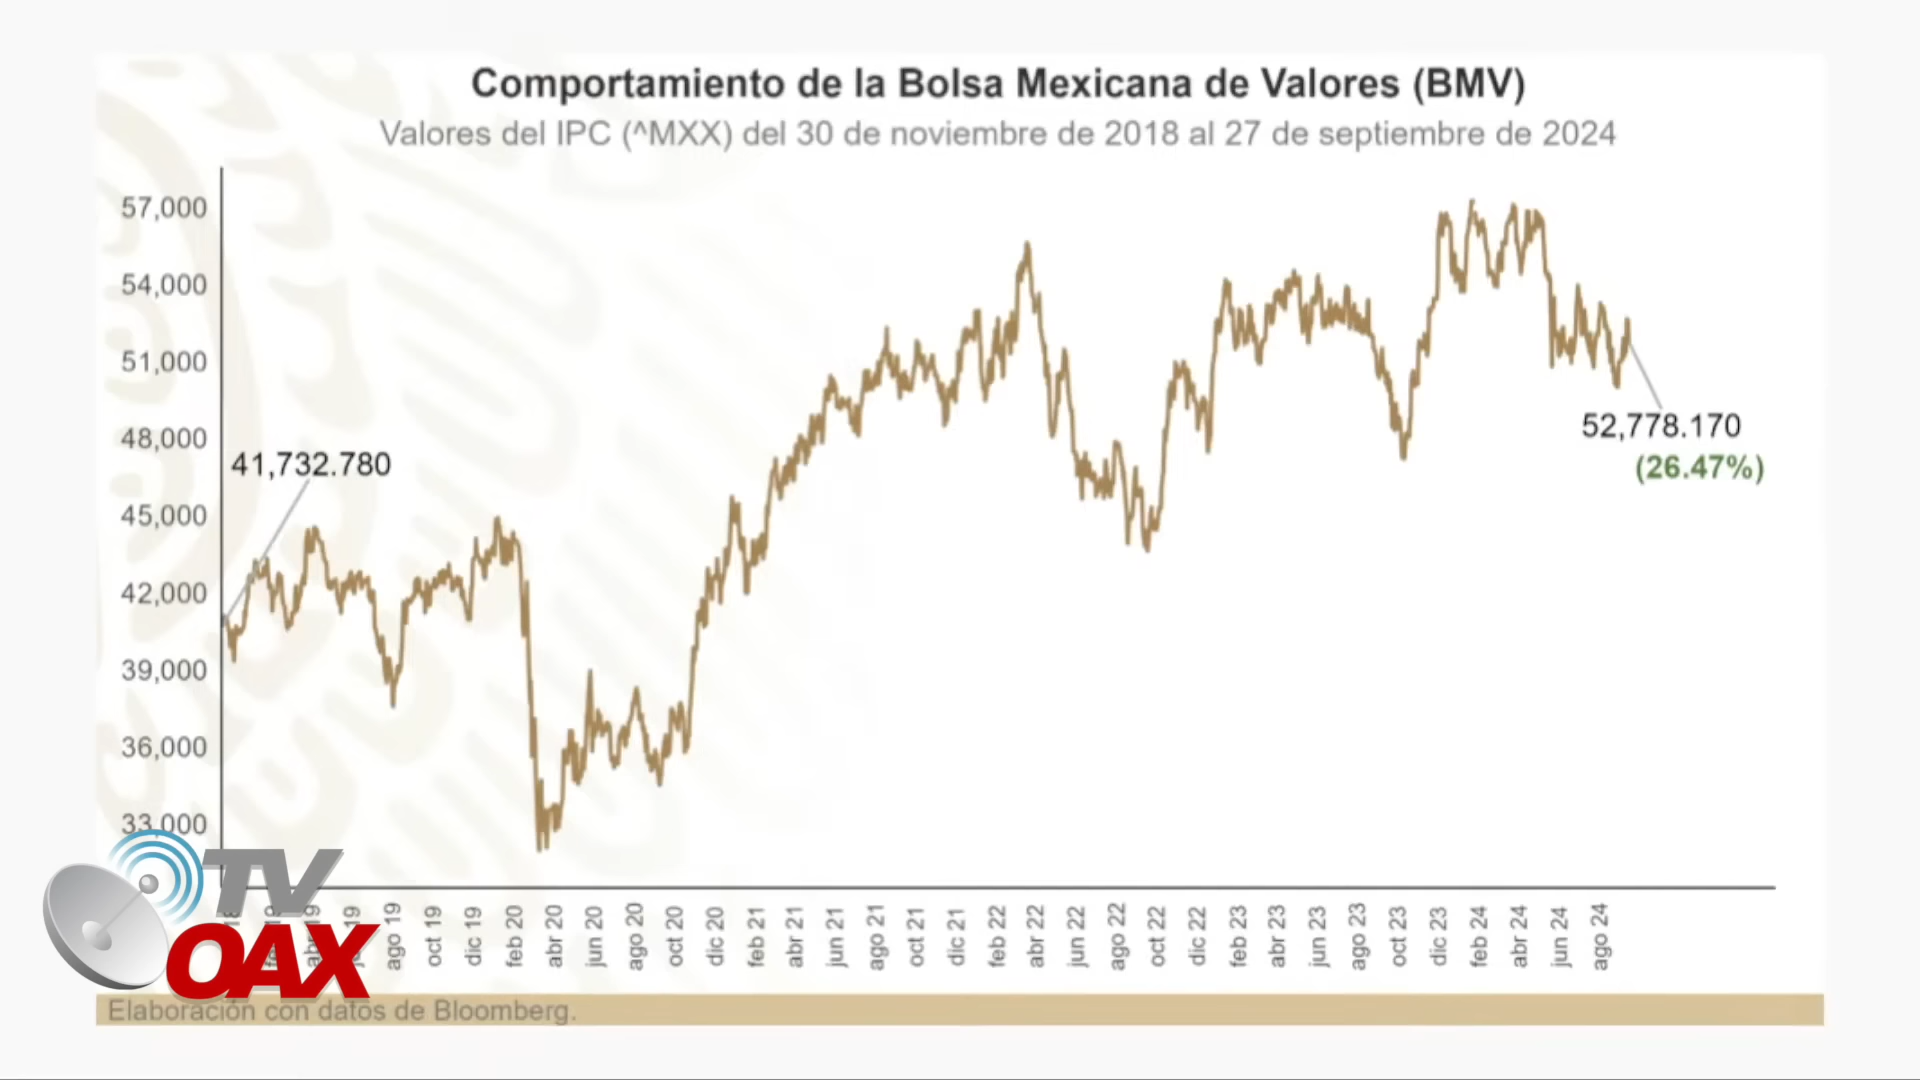 Comportamiento de la Bolsa Mexicana de Valores (BMV)
Valores del IPC (^MXX) del 30 de noviembre de 2018 al 27 de septiembre de 2024
57,000
54,000
51,000
48,000
45,000
42,000
39,000
36,000
33,000
41,732.780
52,778.170
(26.47%)
ago 19
oct 19
dic 19
feb 20
abr 20
jun 20
ago 20
oct 20
dic 20
feb 21
abr 21
jun 21
ago 21
oct 21
dic 21
feb 22
abr 22
jun 22
ago 22
oct 22
dic 22
feb 23
abr 23
jun 23
ago 23
oct 23
dic 23
feb 24
abr 24
jun 24
ago 24
TV
OAX
Elaboración con datos de Bloomberg.